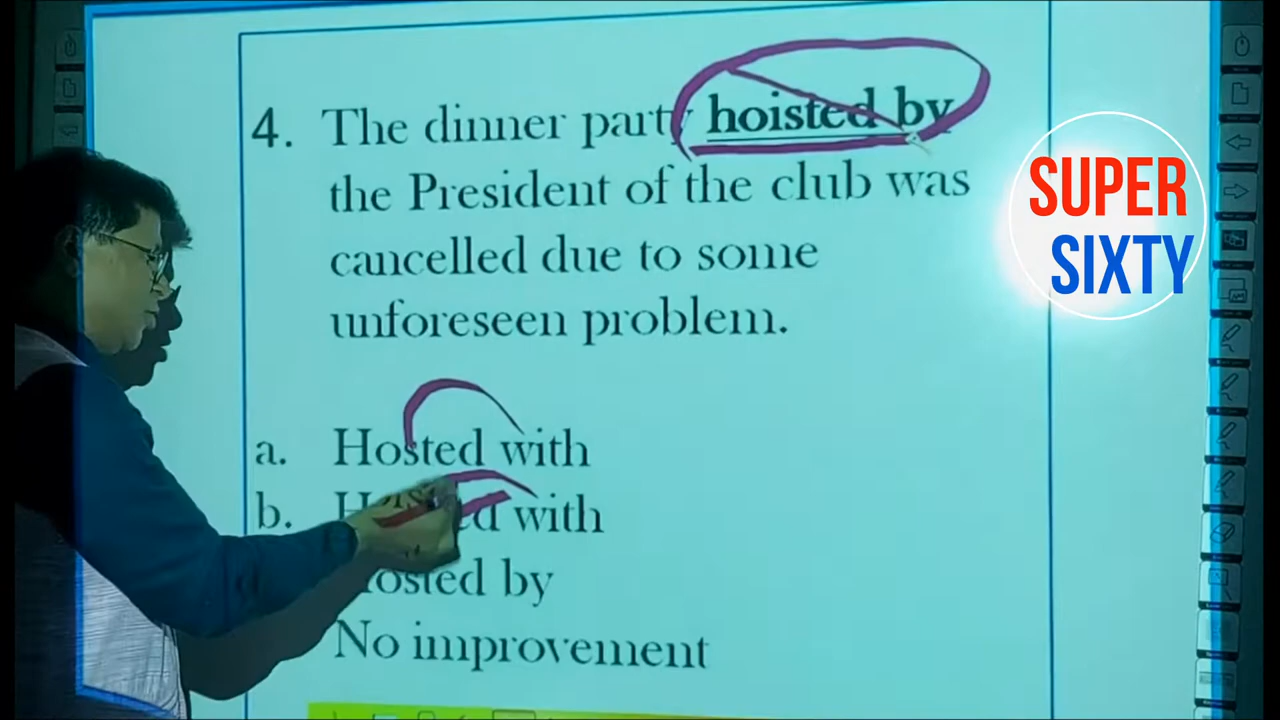 4. The dinner party hoisted by
the President of the club was
cancelled due to some
unforeseen problem.
a. Hosted with
b. with
by
No improvement
SUPER
SIXTY